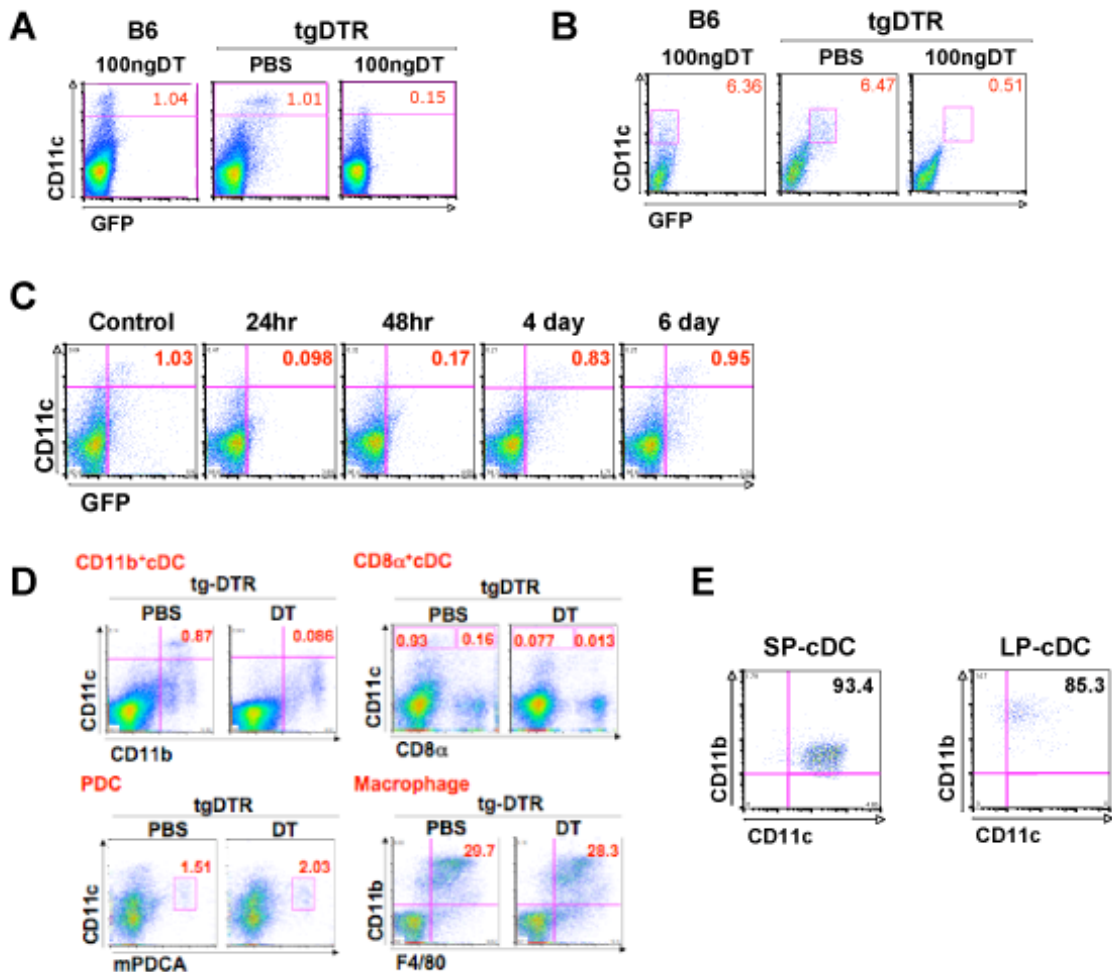 A
B6
tgDTR
100ngDT
PBS
100ngDT
1.04
1.01
0.15
CD11c
GFP
B
B6
tgDTR
100ngDT
PBS
100ngDT
6.36
6.47
0.51
CD11c
GFP
C
Control
24hr
48hr
4 day
6 day
1.03
0.098
0.17
0.83
0.95
CD11c
GFP
D
CD11b⁺cDC
tg-DTR
PBS
DT
0.87
0.086
CD11c
CD11b
CD8α⁺cDC
tgDTR
PBS
DT
0.93
0.16
0.077
0.013
CD11c
CD8α
PDC
tgDTR
PBS
DT
1.51
2.03
CD11c
mPDCA
Macrophage
tg-DTR
PBS
DT
29.7
28.3
CD11b
F4/80
E
SP-cDC
93.4
CD11b
CD11c
LP-cDC
85.3
CD11b
CD11c